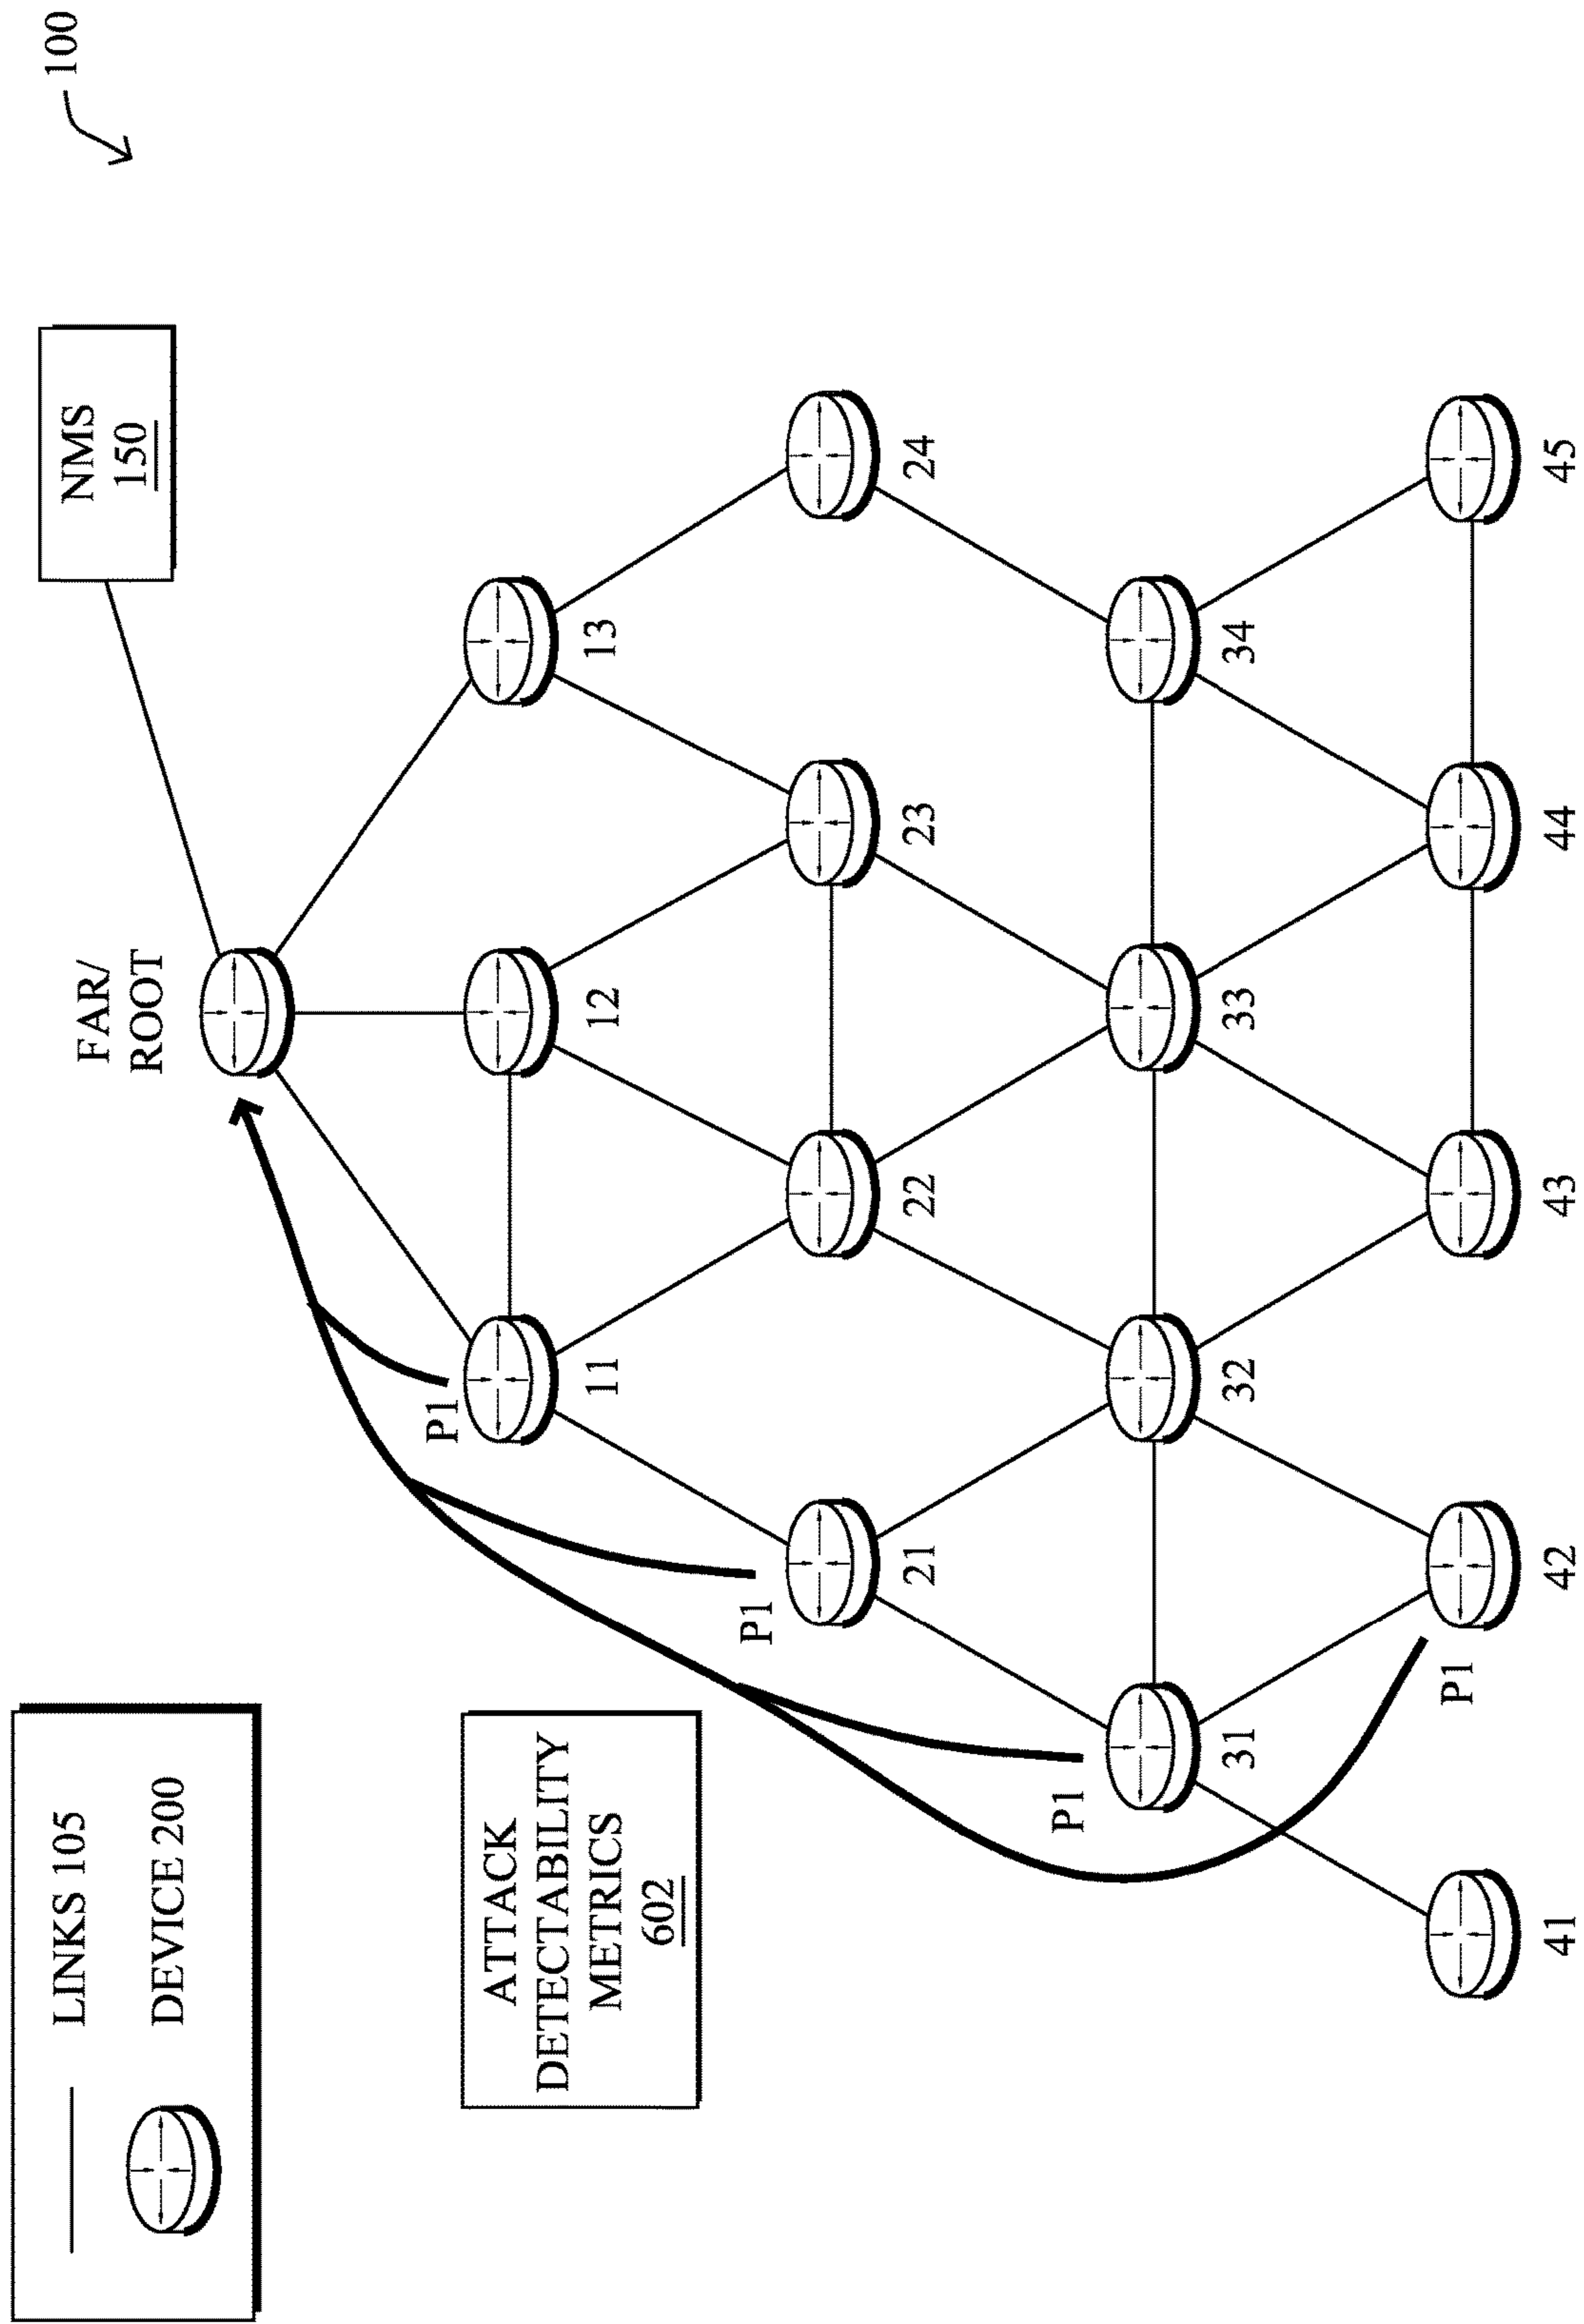 100
LINKS 105
DEVICE 200
FAR/
ROOT
NMS
150
ATTACK
DETECTABILITY
METRICS
602
P1
11
12
13
P1
21
22
23
24
P1
31
32
33
34
P1
41
42
43
44
45